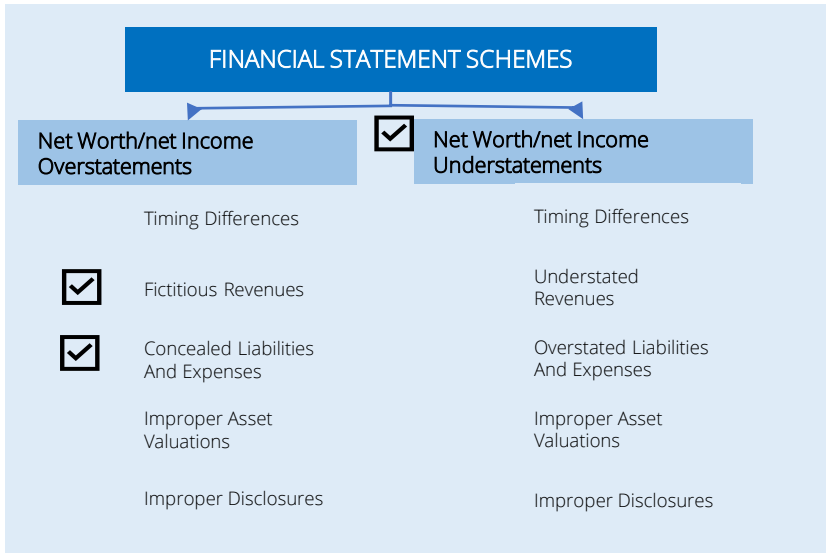 FINANCIAL STATEMENT SCHEMES
Net Worth/net Income
Overstatements
Timing Differences
Fictitious Revenues
Concealed Liabilities
And Expenses
Improper Asset
Valuations
Improper Disclosures
Net Worth/net Income
Understatements
Timing Differences
Understated
Revenues
Overstated Liabilities
And Expenses
Improper Asset
Valuations
Improper Disclosures